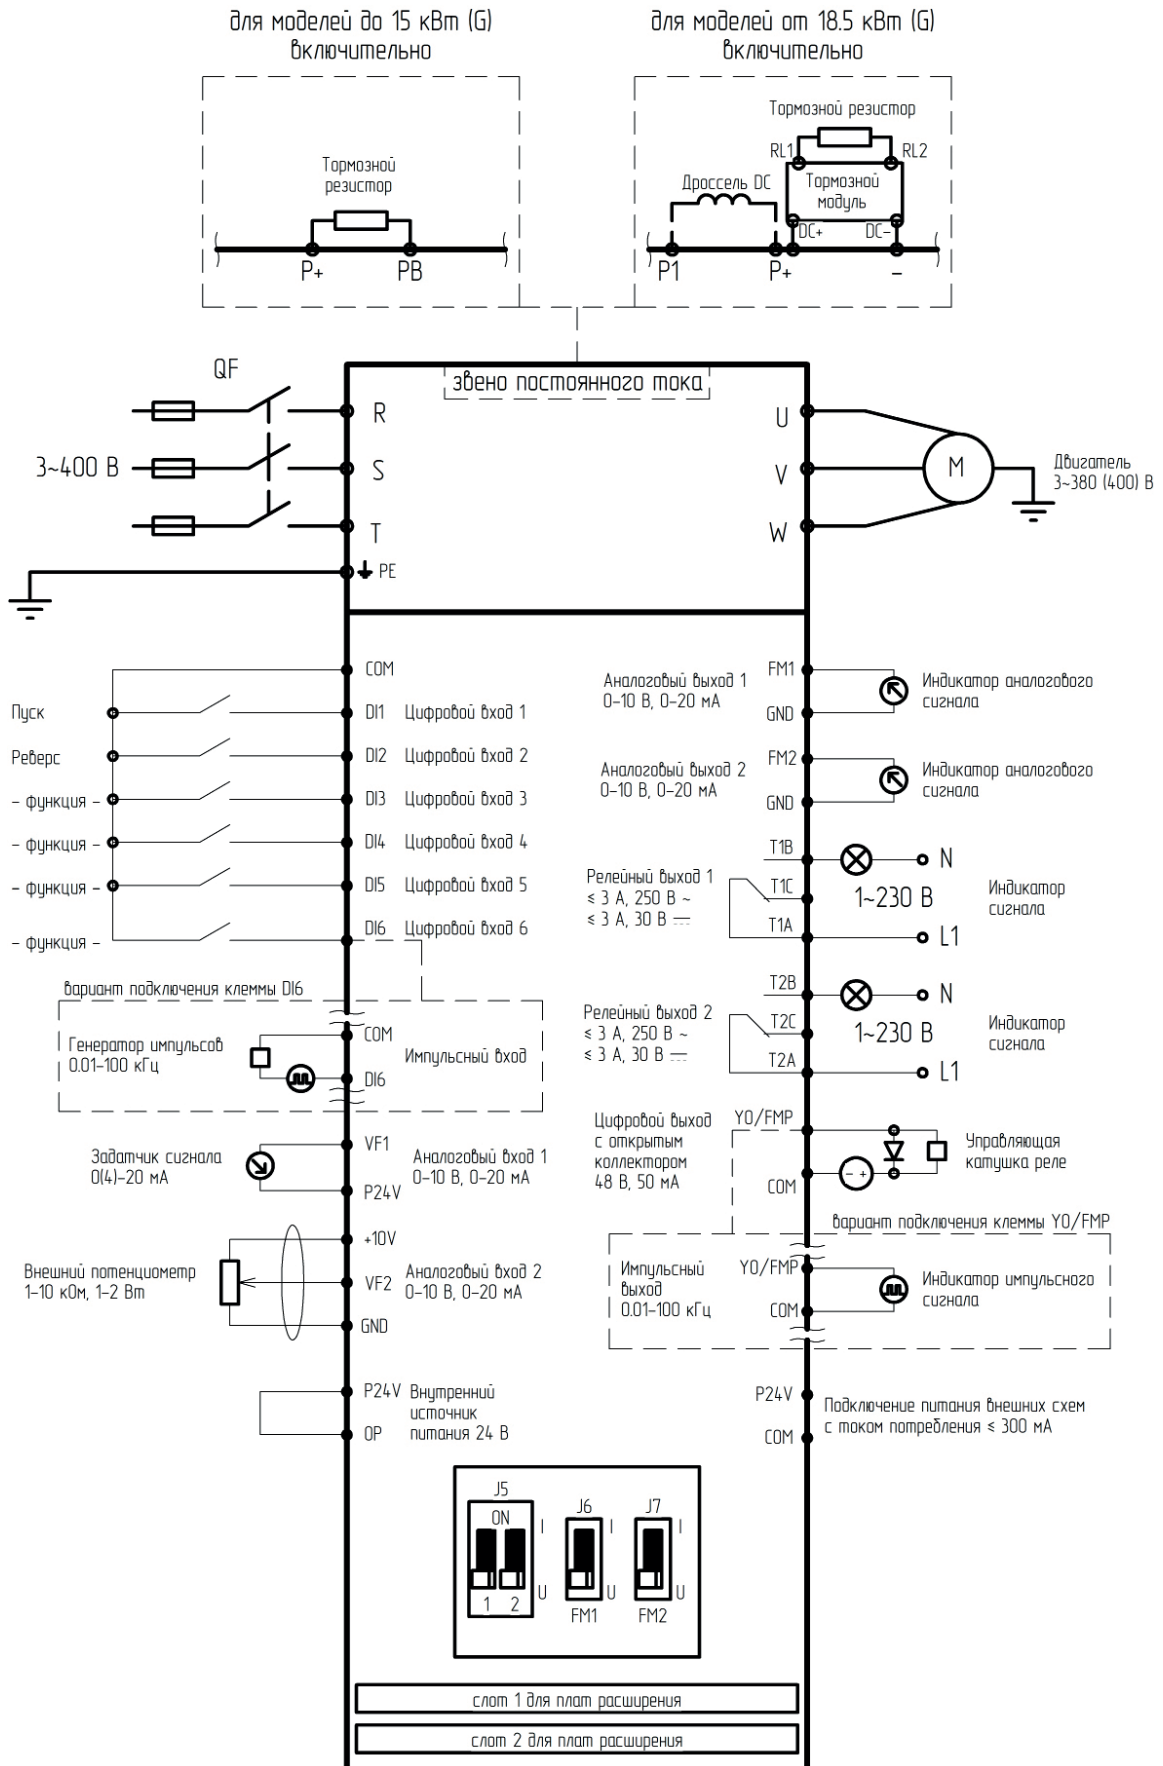 для моделей до 15 кВт (G)
включительно
для моделей от 18.5 кВт (G)
включительно
Тормозной
резистор
P+
PB
Тормозной резистор
RL1
RL2
Дроссель DC
Тормозной
модуль
DC+
DC-
P1
P+
-
QF
звено постоянного тока
3~400 В
R
S
T
PE
U
V
W
M
Двигатель
3~380 (400) В
COM
Пуск
DI1 Цифровой вход 1
Реверс
DI2 Цифровой вход 2
- функция -
DI3 Цифровой вход 3
- функция -
DI4 Цифровой вход 4
- функция -
DI5 Цифровой вход 5
- функция -
DI6 Цифровой вход 6
вариант подключения клеммы DI6
Генератор импульсов
0.01-100 кГц
COM
Импульсный вход
DI6
Задатчик сигнала
0(4)-20 мА
VF1
P24V
Аналоговый вход 1
0-10 В, 0-20 мА
Внешний потенциометр
1-10 кОм, 1-2 Вт
+10V
VF2
GND
Аналоговый вход 2
0-10 В, 0-20 мА
P24V
OP
Внутренний
источник
питания 24 В
Аналоговый выход 1
0-10 В, 0-20 мА
FM1
GND
Индикатор аналогового
сигнала
Аналоговый выход 2
0-10 В, 0-20 мА
FM2
GND
Индикатор аналогового
сигнала
Релейный выход 1
≤ 3 А, 250 В ~
≤ 3 А, 30 В ⎓
T1B
T1C
T1A
N
1~230 В
L1
Индикатор
сигнала
Релейный выход 2
≤ 3 А, 250 В ~
≤ 3 А, 30 В ⎓
T2B
T2C
T2A
N
1~230 В
L1
Индикатор
сигнала
Цифровой выход
с открытым
коллектором
48 В, 50 мА
YO/FMP
COM
- +
Управляющая
катушка реле
вариант подключения клеммы YO/FMP
Импульсный
выход
0.01-100 кГц
YO/FMP
COM
Индикатор импульсного
сигнала
P24V
COM
Подключение питания внешних схем
с током потребления ≤ 300 мА
J5
ON
I
U
1 2
J6
I
U
FM1
J7
I
U
FM2
слот 1 для плат расширения
слот 2 для плат расширения